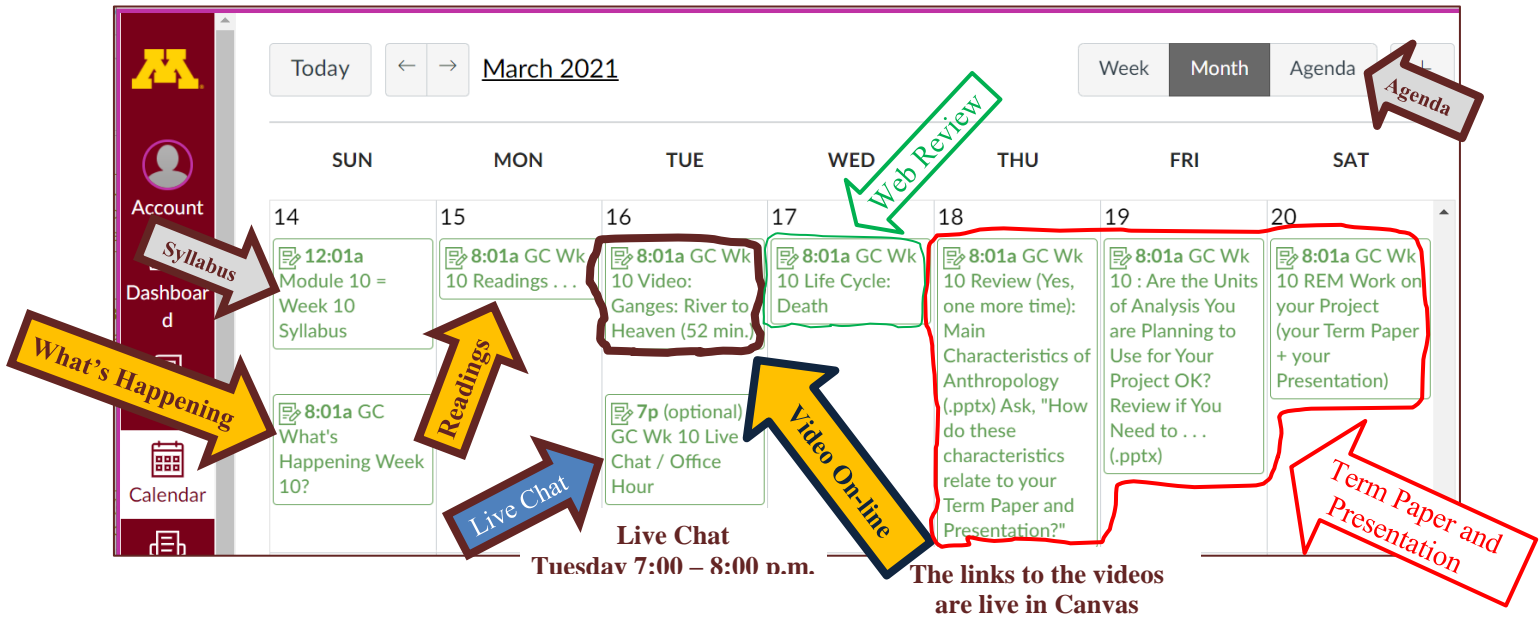 Today
← →
March 2021
Week
Month
Agenda
Agenda
SUN
MON
TUE
WED
THU
FRI
SAT
Account
Dashboar
d
Calendar
Syllabus
What's Happening
Readings
Live Chat
Video On-line
Web Review
Term Paper and
Presentation
14
12:01a
Module 10 =
Week 10
Syllabus
8:01a GC
What's
Happening Week
10?
15
8:01a GC Wk
10 Readings . . .
16
8:01a GC Wk
10 Video:
Ganges: River to
Heaven (52 min.)
7p (optional)
GC Wk 10 Live
Chat / Office
Hour
17
8:01a GC Wk
10 Life Cycle:
Death
18
8:01a GC Wk
10 Review (Yes,
one more time):
Main
Characteristics of
Anthropology
(.pptx) Ask, "How
do these
characteristics
relate to your
Term Paper and
Presentation?"
19
8:01a GC Wk
10 : Are the Units
of Analysis You
are Planning to
Use for Your
Project OK?
Review if You
Need to . . .
(.pptx)
20
8:01a GC Wk
10 REM Work on
your Project
(your Term Paper
+ your
Presentation)
Live Chat
Tuesday 7:00 – 8:00 p.m.
The links to the videos
are live in Canvas